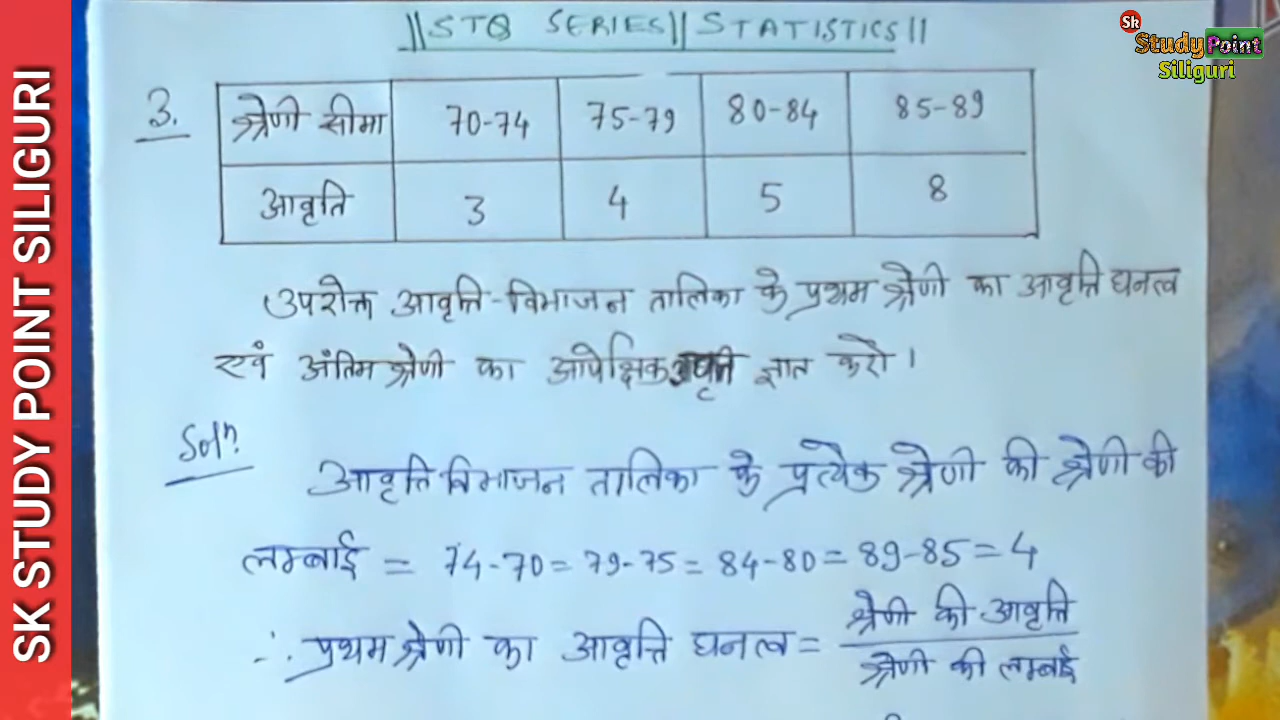 ||STQ SERIES||STATISTICS||
Sk
Study Point
Siliguri
SK STUDY POINT SILIGURI
3.
श्रेणी सीमा 70-74 75-79 80-84 85-89
आवृति 3 4 5 8
उपरोक्त आवृत्ति-विभाजन तालिका के प्रथम श्रेणी का आवृत्ति घनत्व
एवं अंतिम श्रेणी का आपेक्षिक ज्ञात करो।
Solⁿ.
आवृत्ति विभाजन तालिका के प्रत्येक श्रेणी की श्रेणी की
लम्बाई = 74-70 = 79-75 = 84-80 = 89-85 = 4
∴ प्रथम श्रेणी का आवृत्ति घनत्व = श्रेणी की आवृत्ति
श्रेणी की लम्बाई